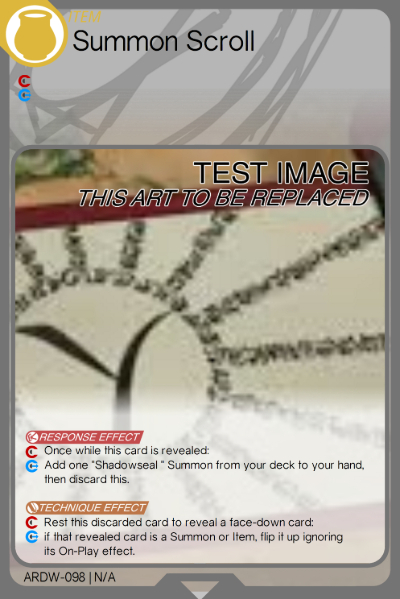 Summon Scroll
C
C
TEST IMAGE
THIS ART TO BE REPLACED
RESPONSE EFFECT
C Once while this card is revealed:
C Add one "Shadowseal " Summon from your deck to your hand,
then discard this.
TECHNIQUE EFFECT
C Rest this discarded card to reveal a face-down card:
C if that revealed card is a Summon or Item, flip it up ignoring
its On-Play effect.
ARDW-098 | N/A